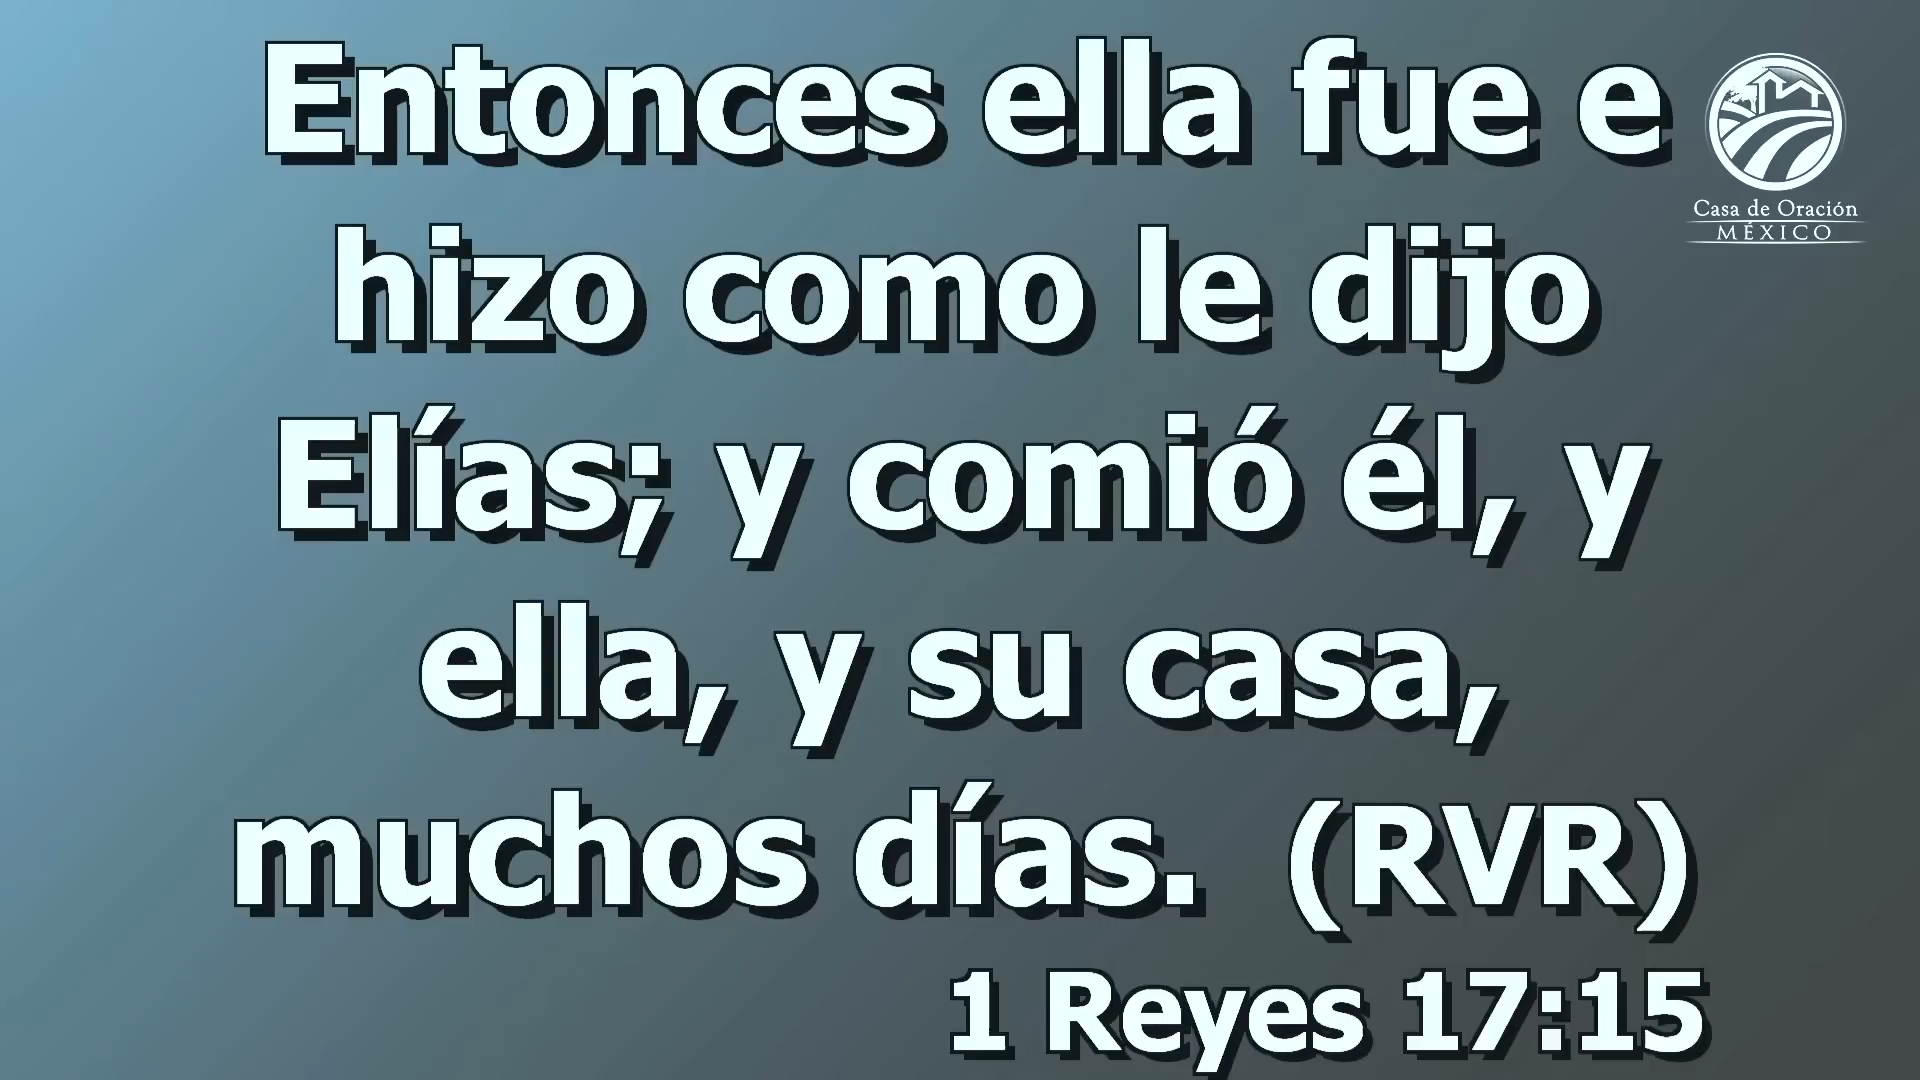 Entonces ella fue e
hizo como le dijo
Elías; y comió él, y
ella, y su casa,
muchos días.  (RVR)
1 Reyes 17:15
Casa de Oración
MÉXICO